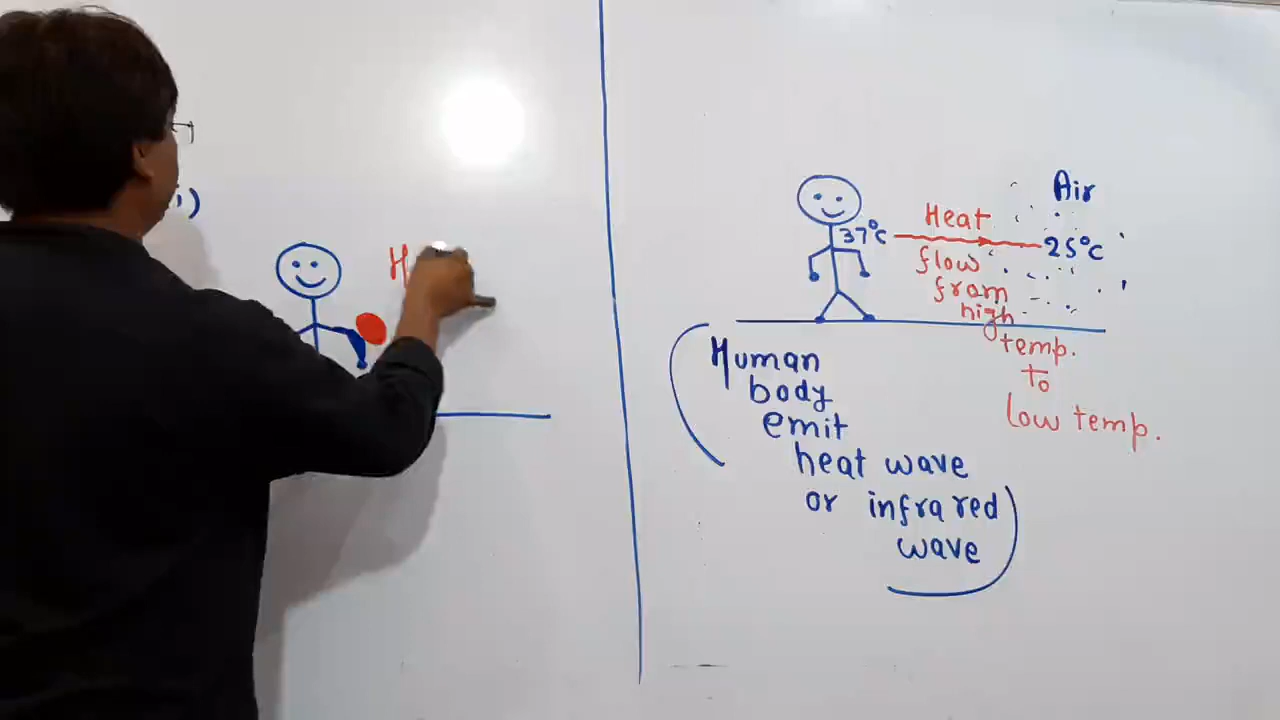 H
Air
Heat
37°C
25°C
flow
from
high
temp.
to
low temp.
Human
body
emit
heat wave
or infrared
wave